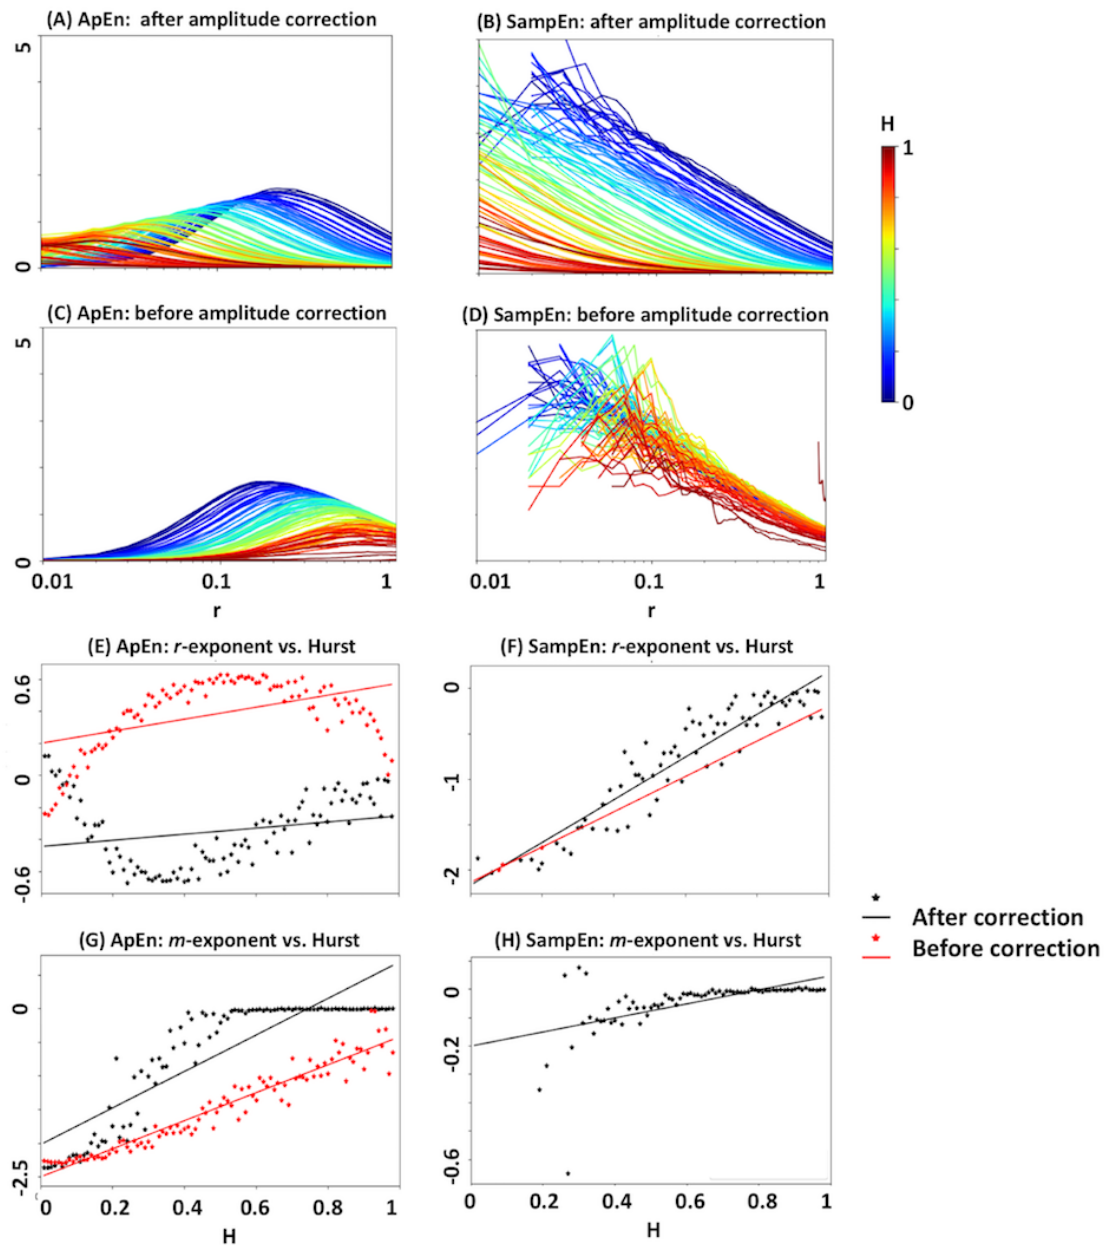 (A) ApEn: after amplitude correction
(B) SampEn: after amplitude correction
5
0
H
1
0
(C) ApEn: before amplitude correction
(D) SampEn: before amplitude correction
5
0
0.01 0.1 1
r
0.01 0.1 1
r
(E) ApEn: r-exponent vs. Hurst
(F) SampEn: r-exponent vs. Hurst
0.6
0
-0.6
0
-1
-2
After correction
Before correction
(G) ApEn: m-exponent vs. Hurst
(H) SampEn: m-exponent vs. Hurst
0
-2.5
0 0.2 0.4 0.6 0.8 1
H
0
-0.2
-0.6
0 0.2 0.4 0.6 0.8 1
H